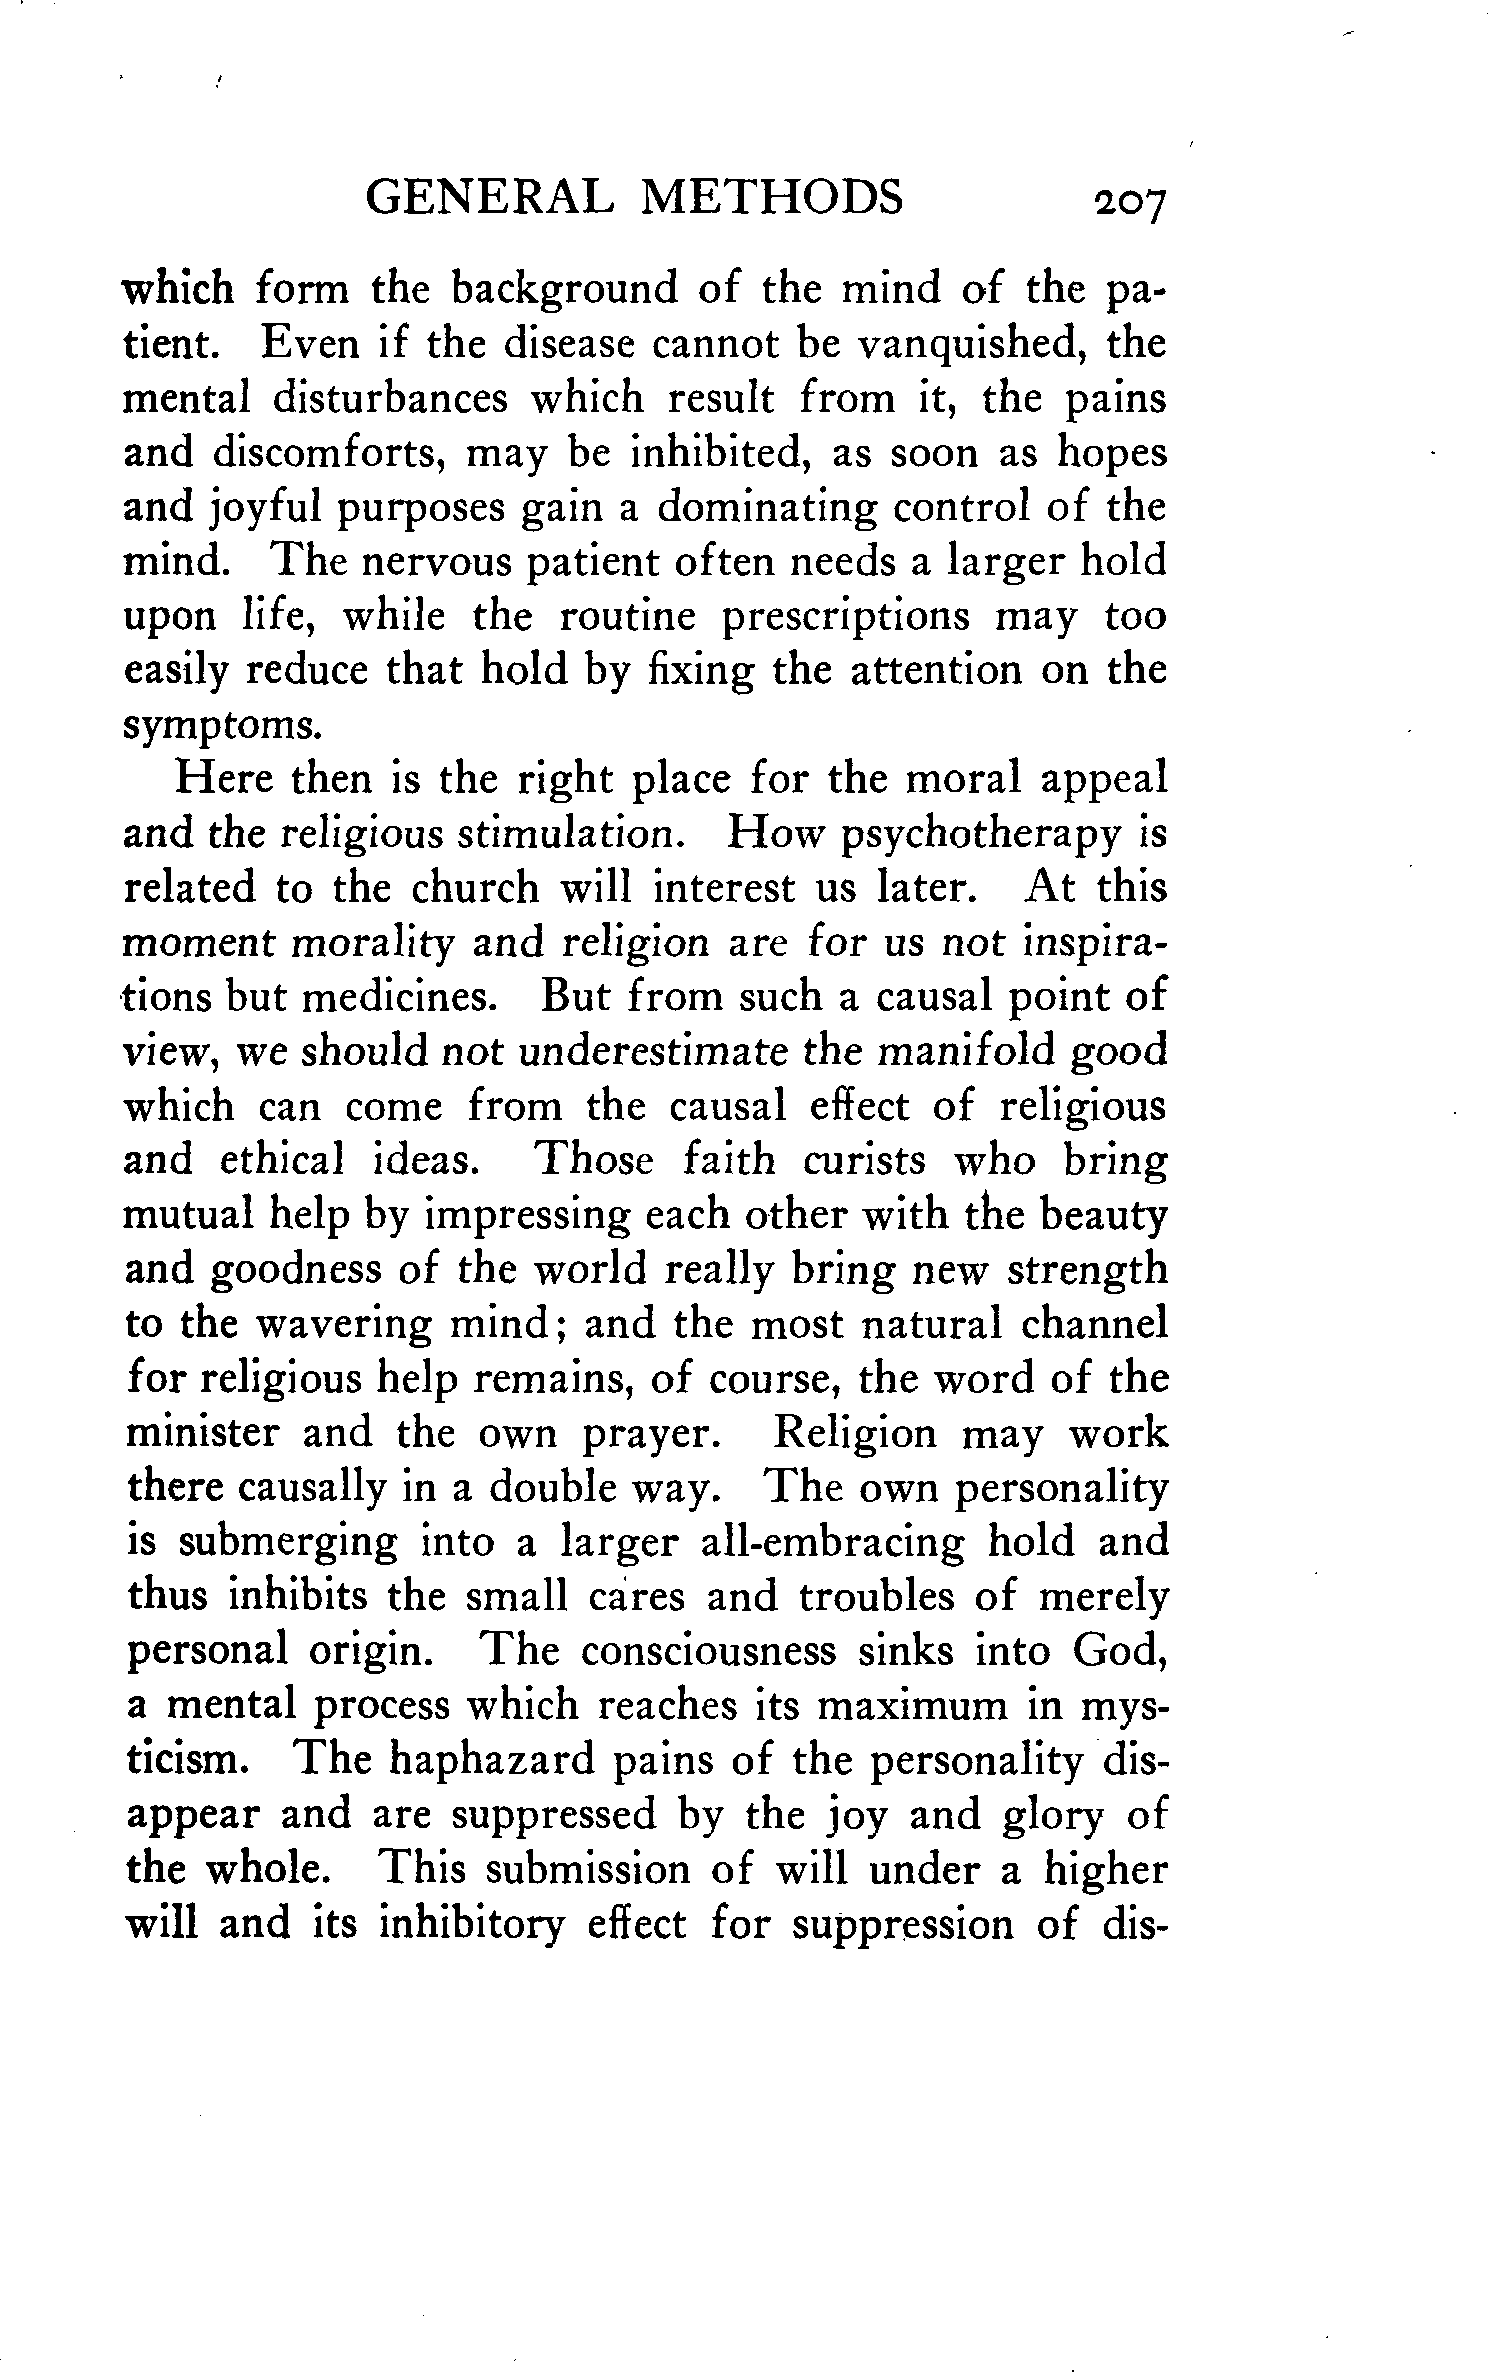 GENERAL METHODS 207
which form the background of the mind of the pa-
tient. Even if the disease cannot be vanquished, the
mental disturbances which result from it, the pains
and discomforts, may be inhibited, as soon as hopes
and joyful purposes gain a dominating control of the
mind. The nervous patient often needs a larger hold
upon life, while the routine prescriptions may too
easily reduce that hold by fixing the attention on the
symptoms.
Here then is the right place for the moral appeal
and the religious stimulation. How psychotherapy is
related to the church will interest us later. At this
moment morality and religion are for us not inspira-
tions but medicines. But from such a causal point of
view, we should not underestimate the manifold good
which can come from the causal effect of religious
and ethical ideas. Those faith curists who bring
mutual help by impressing each other with the beauty
and goodness of the world really bring new strength
to the wavering mind; and the most natural channel
for religious help remains, of course, the word of the
minister and the own prayer. Religion may work
there causally in a double way. The own personality
is submerging into a larger all-embracing hold and
thus inhibits the small cares and troubles of merely
personal origin. The consciousness sinks into God,
a mental process which reaches its maximum in mys-
ticism. The haphazard pains of the personality dis-
appear and are suppressed by the joy and glory of
the whole. This submission of will under a higher
will and its inhibitory effect for suppression of dis-